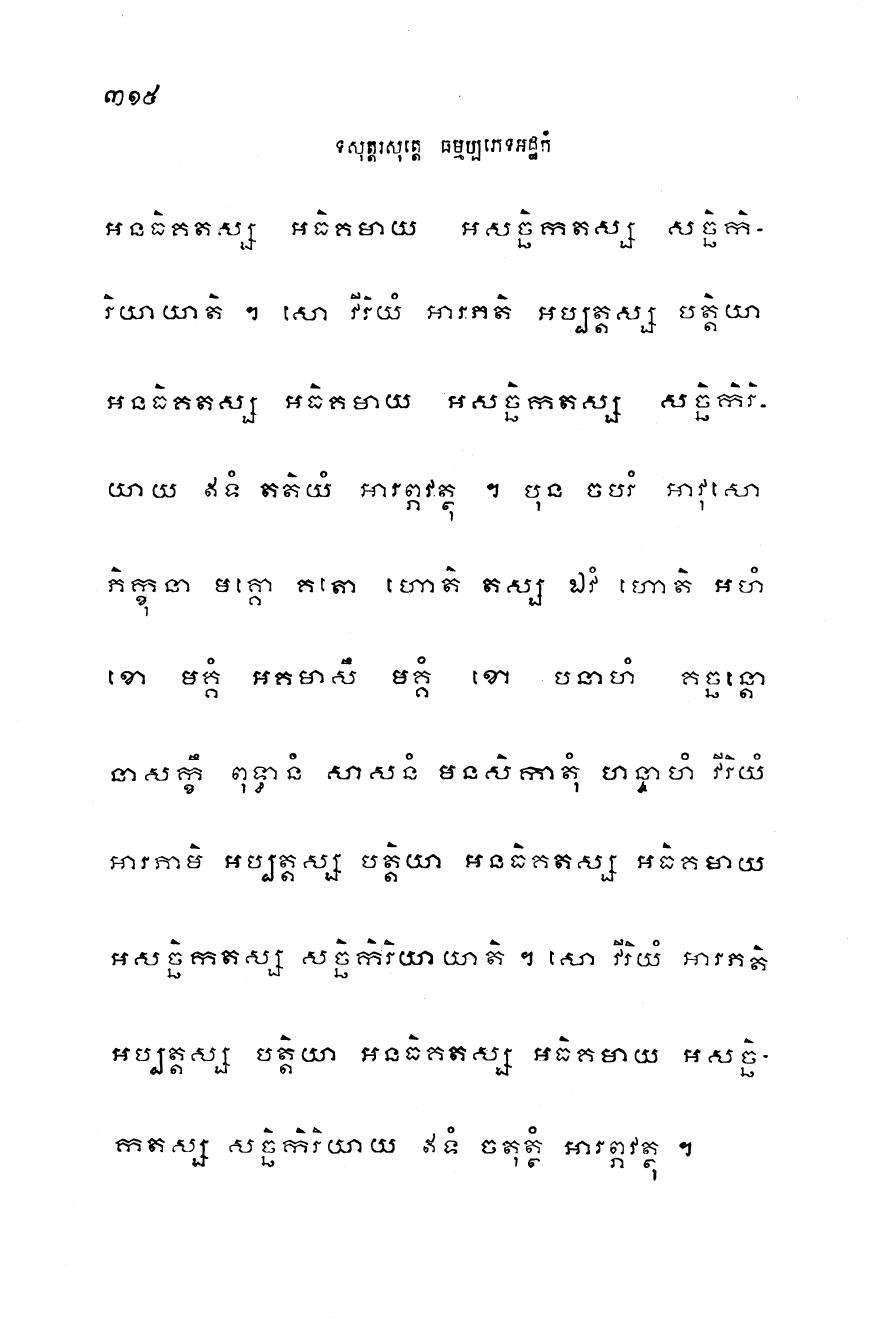 ៣១៥
ទសុត្តរសុត្តេ ធម្មប្បភេទអដ្ឋកំ
អនធិគតស្ស អធិគមាយ អសច្ឆិកតស្ស សច្ឆិកិ-
រិយាយាតិ ។ សោ វីរិយំ អារភតិ អប្បត្តស្ស បត្តិយា
អនធិគតស្ស អធិគមាយ អសច្ឆិកតស្ស សច្ឆិកិរិ-
យាយ ឥទំ តតិយំ អារព្ភវត្ថុ ។ បុន ចបរំ អាវុសោ
ភិក្ខុនា មគ្គោ គតោ ហោតិ តស្ស ឯវំ ហោតិ អហំ
ខោ មគ្គំ អគមាសឹ មគ្គំ ខោ បនាហំ គច្ឆន្តោ
នាសក្ខឹ ពុទ្ធានំ សាសនំ មនសិកាតុំ ហន្ទាហំ វីរិយំ
អារភាមិ អប្បត្តស្ស បត្តិយា អនធិគតស្ស អធិគមាយ
អសច្ឆិកតស្ស សច្ឆិកិរិយាយាតិ ។ សោ វីរិយំ អារភតិ
អប្បត្តស្ស បត្តិយា អនធិគតស្ស អធិគមាយ អសច្ឆិ-
កតស្ស សច្ឆិកិរិយាយ ឥទំ ចតុត្ថំ អារព្ភវត្ថុ ។